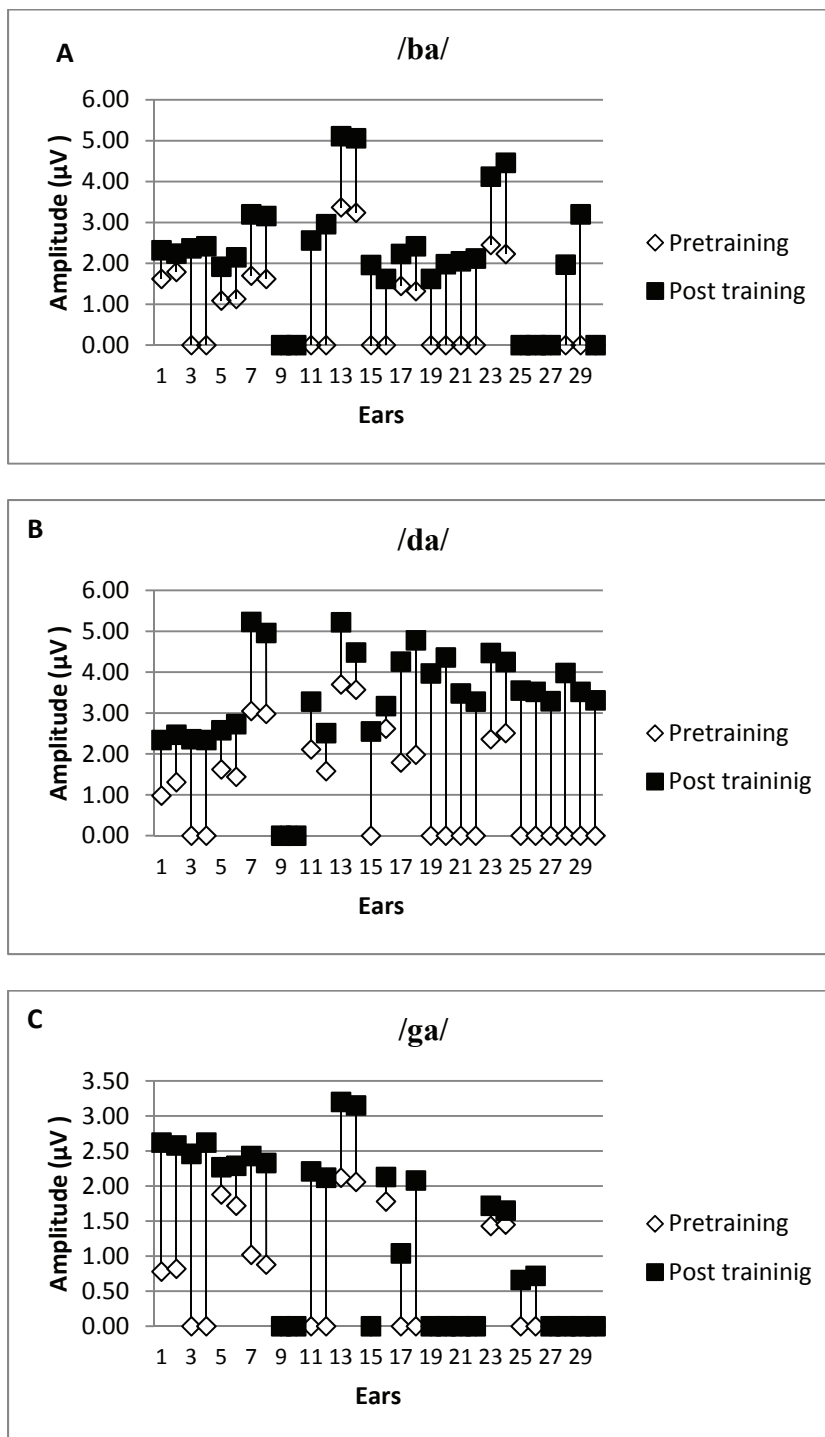 A
/ba/
6.00
5.00
4.00
3.00
2.00
1.00
0.00
Amplitude (µV )
1 3 5 7 9 11 13 15 17 19 21 23 25 27 29
Ears
Pretraining
Post training
B
/da/
6.00
5.00
4.00
3.00
2.00
1.00
0.00
Amplitude (µV )
1 3 5 7 9 11 13 15 17 19 21 23 25 27 29
Ears
Pretraining
Post traininig
C
/ga/
3.50
3.00
2.50
2.00
1.50
1.00
0.50
0.00
Amplitude (µV )
1 3 5 7 9 11 13 15 17 19 21 23 25 27 29
Ears
Pretraining
Post traininig